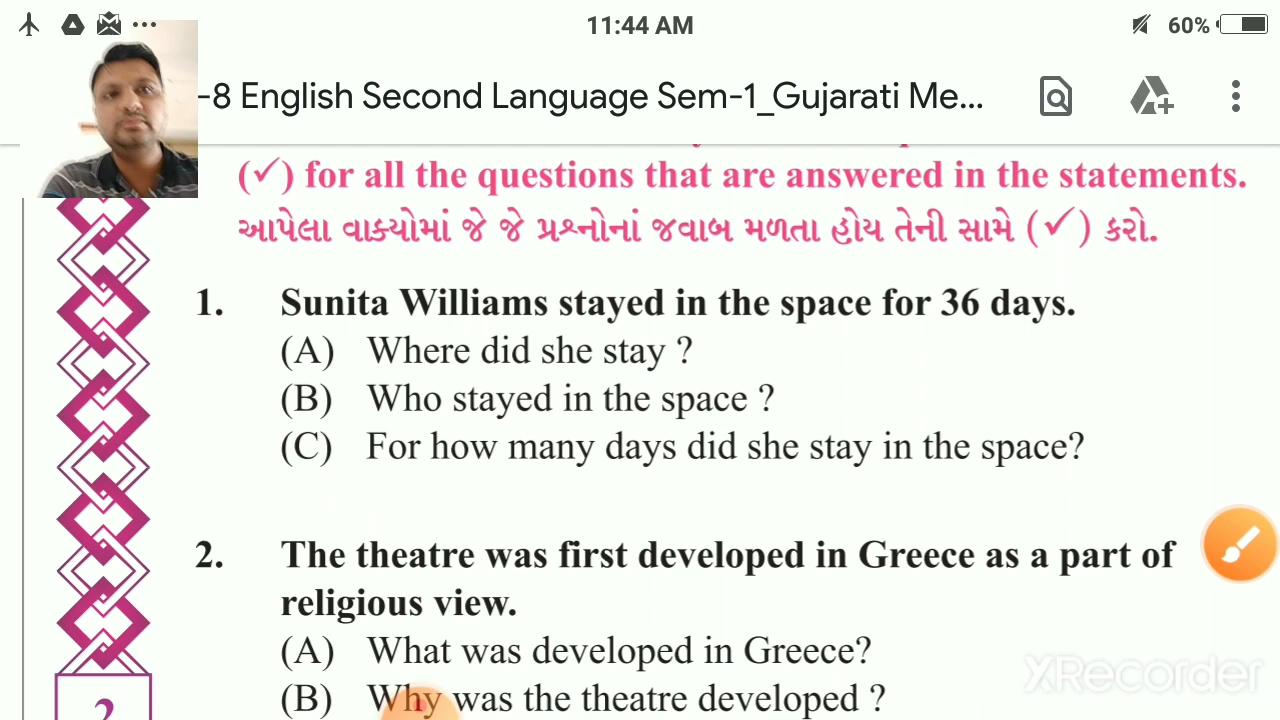 11:44 AM
60%
-8 English Second Language Sem-1_Gujarati Me...
(✓) for all the questions that are answered in the statements.
આપેલા વાક્યોમાં જે જે પ્રશ્નોનાં જવાબ મળતા હોય તેની સામે (✓) કરો.
1. Sunita Williams stayed in the space for 36 days.
(A) Where did she stay ?
(B) Who stayed in the space ?
(C) For how many days did she stay in the space?
2. The theatre was first developed in Greece as a part of
religious view.
(A) What was developed in Greece?
(B) Why was the theatre developed ?
2
XRecorder